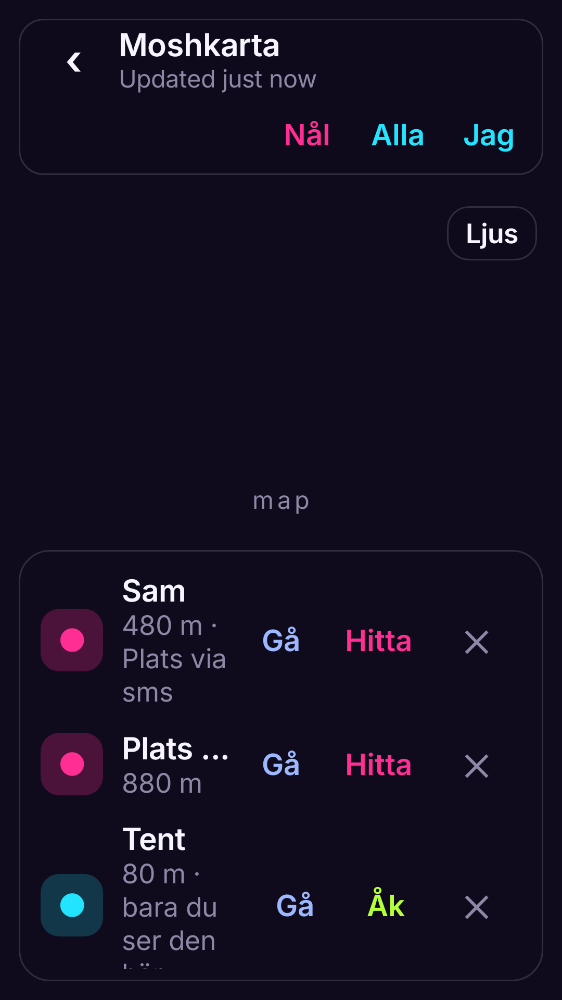 Moshkarta
Updated just now
Nål Alla Jag
Ljus
map
Sam
480 m ·
Plats via
sms
Gå Hitta ×
Plats ...
880 m
Gå Hitta ×
Tent
80 m ·
bara du
ser den
Gå Åk ×